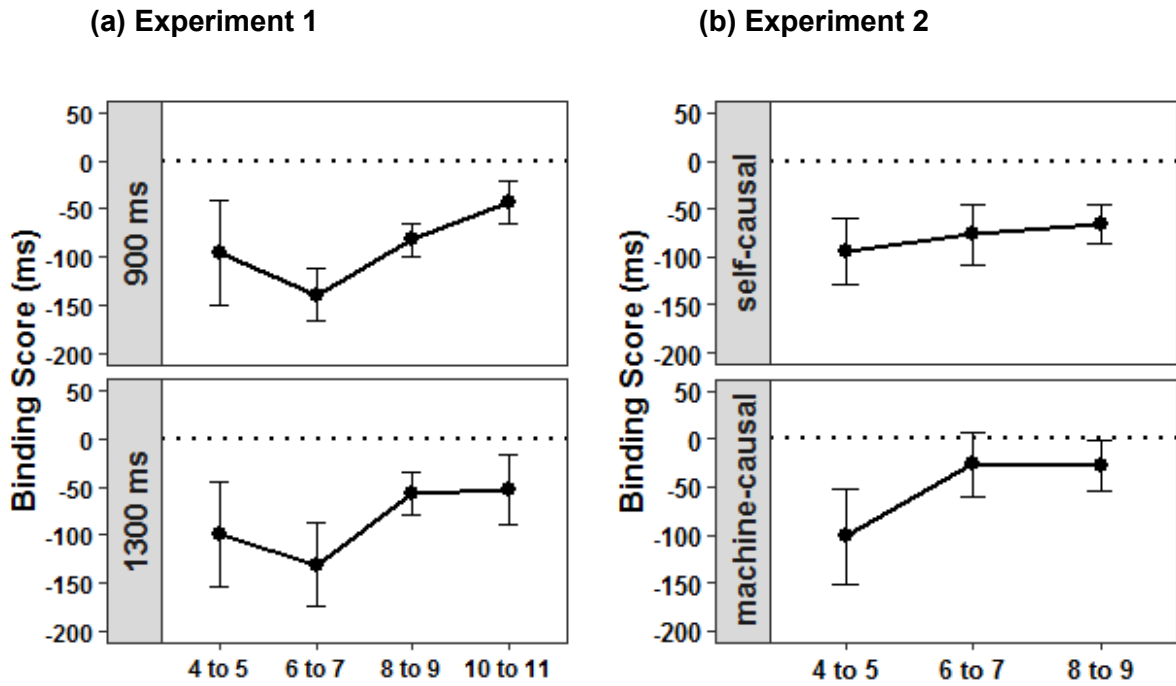 (a) Experiment 1
(b) Experiment 2
Binding Score (ms)
900 ms
50
0
-50
-100
-150
-200
1300 ms
50
0
-50
-100
-150
-200
4 to 5 6 to 7 8 to 9 10 to 11
Binding Score (ms)
self-causal
50
0
-50
-100
-150
-200
machine-causal
50
0
-50
-100
-150
-200
4 to 5 6 to 7 8 to 9